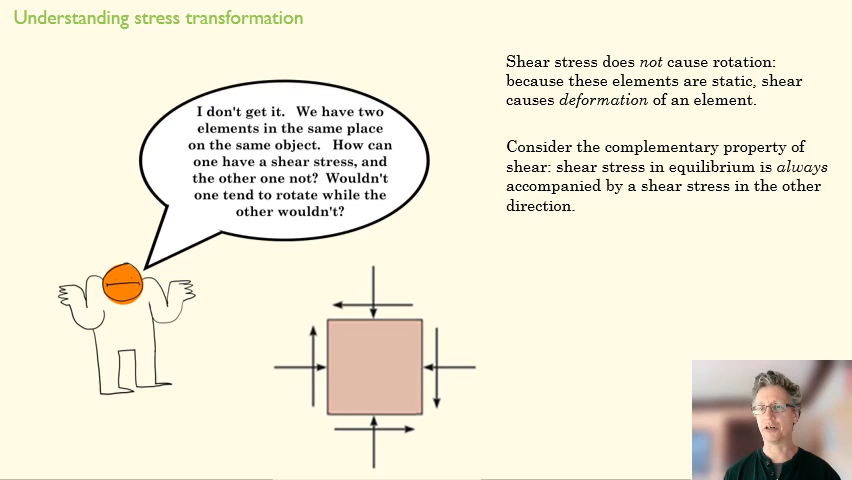 Understanding stress transformation
I don't get it. We have two
elements in the same place
on the same object. How can
one have a shear stress, and
the other one not? Wouldn't
one tend to rotate while the
other wouldn't?
Shear stress does not cause rotation:
because these elements are static, shear
causes deformation of an element.
Consider the complementary property of
shear: shear stress in equilibrium is always
accompanied by a shear stress in the other
direction.